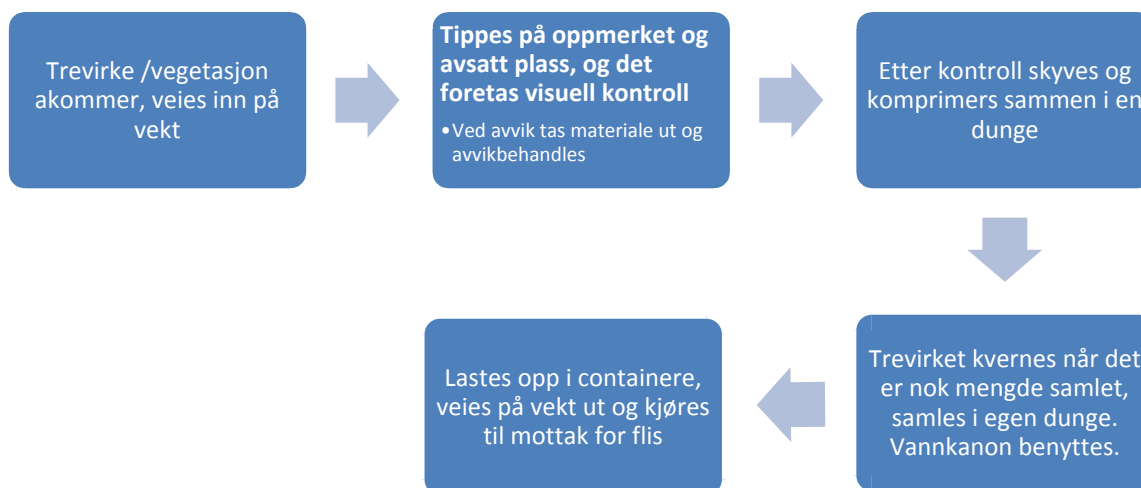 Trevirke /vegetasjon
akommer, veies inn på
vekt
Tippes på oppmerket og
avsatt plass, og det
foretas visuell kontroll
•Ved avvik tas materiale ut og
avvikbehandles
Etter kontroll skyves og
komprimers sammen i en
dunge
Trevirket kvernes når det
er nok mengde samlet,
samles i egen dunge.
Vannkanon benyttes.
Lastes opp i containere,
veies på vekt ut og kjøres
til mottak for flis